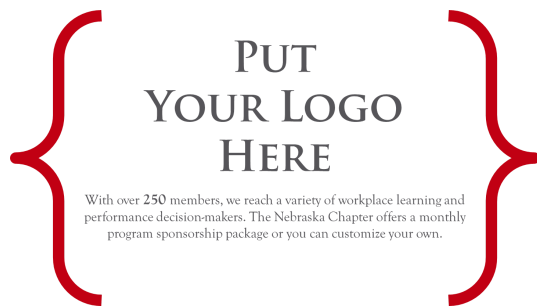 Put
Your Logo
Here
With over 250 members, we reach a variety of workplace learning and
performance decision-makers. The Nebraska Chapter offers a monthly
program sponsorship package or you can customize your own.